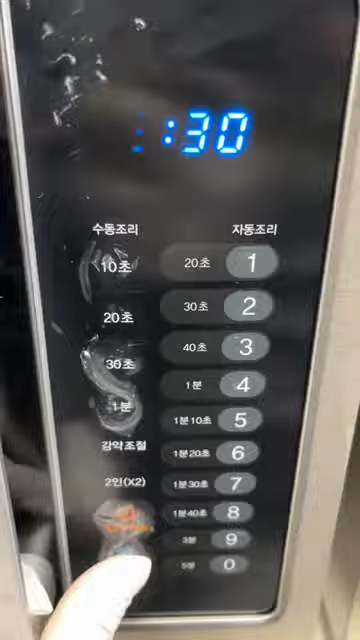 :30
수동조리 자동조리
10초 20초 1
20초 30초 2
30초 40초 3
1분 1분 4
1분10초 5
강약조절 1분20초 6
2인(X2) 1분30초 7
1분40초 8
3분 9
5분 0